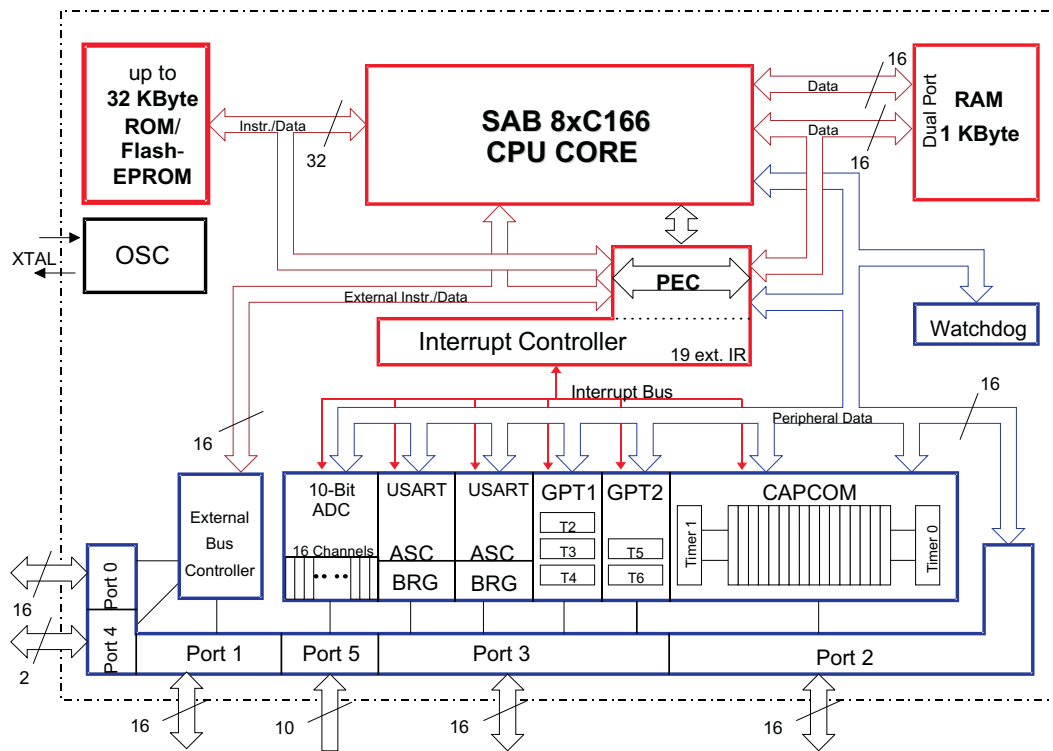 up to
32 KByte
ROM/
Flash-
EPROM
Instr./Data
32
SAB 8xC166
CPU CORE
16
Data
Data
16
Dual Port
RAM
1 KByte
XTAL
OSC
External Instr./Data
PEC
Interrupt Controller
19 ext. IR
Watchdog
Interrupt Bus
Peripheral Data
16
16
External
Bus
Controller
10-Bit
ADC
16 Channels
USART
ASC
BRG
USART
ASC
BRG
GPT1
T2
T3
T4
GPT2
T5
T6
CAPCOM
Timer 1
Timer 0
Port 0
16
Port 4
2
Port 1
Port 5
Port 3
Port 2
16
10
16
16